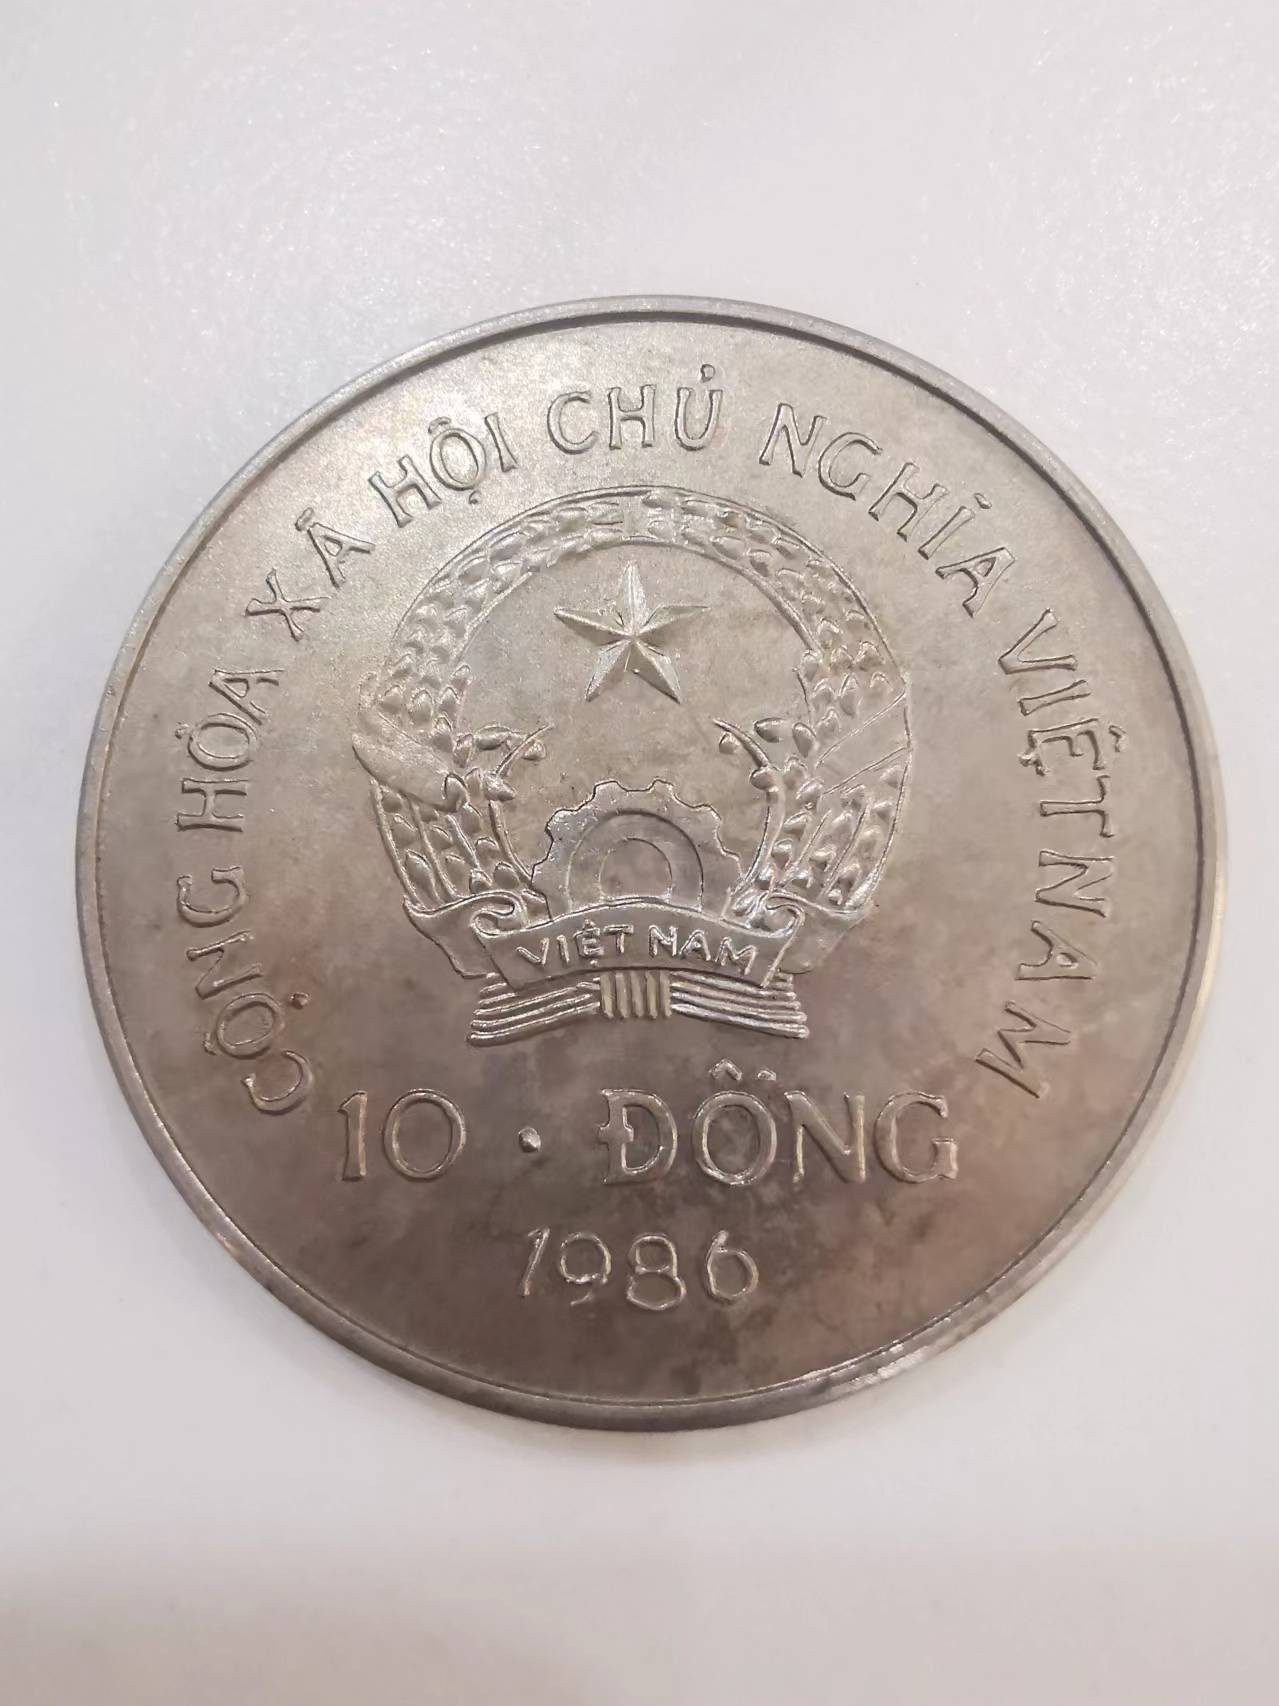 CỘNG HÒA XÃ HỘI CHỦ NGHĨA VIỆT NAM
VIỆT NAM
10 · ĐỒNG
1986